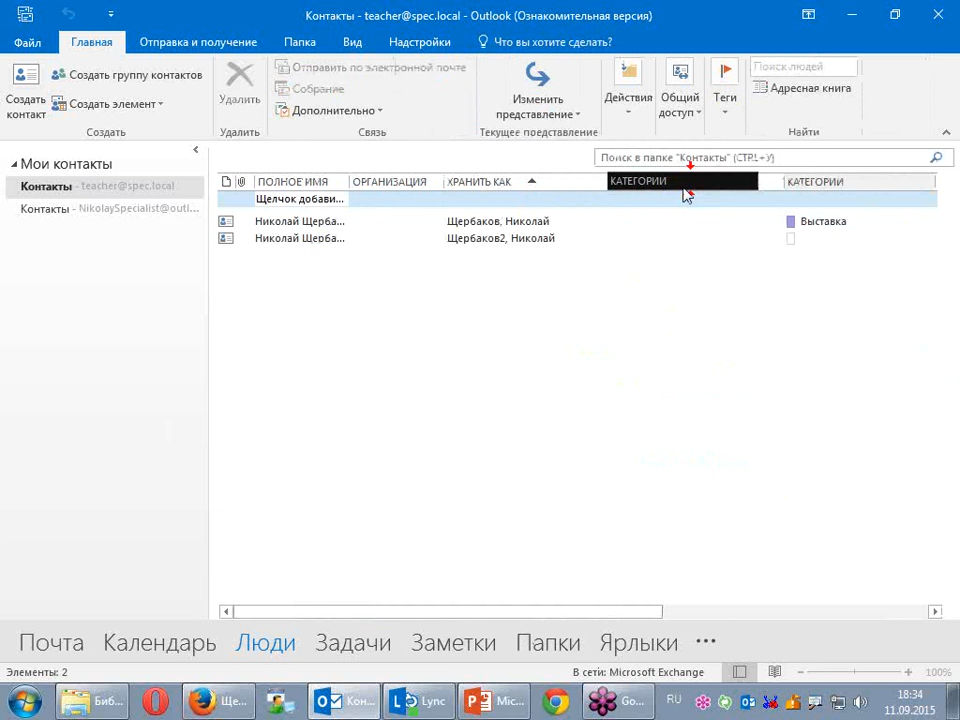 Контакты - teacher@spec.local - Outlook (Ознакомительная версия)
Файл Главная Отправка и получение Папка Вид Надстройки Что вы хотите сделать?
Создать контакт
Создать группу контактов
Создать элемент
Создать
Удалить
Удалить
Отправить по электронной почте
Собрание
Дополнительно
Связь
Изменить представление
Текущее представление
Действия
Общий доступ
Теги
Поиск людей
Адресная книга
Найти
Мои контакты
Контакты - teacher@spec.local
Контакты - NikolaySpecialist@outl...
Поиск в папке "Контакты" (CTRL+У)
ПОЛНОЕ ИМЯ ОРГАНИЗАЦИЯ ХРАНИТЬ КАК КАТЕГОРИИ КАТЕГОРИИ
Щелчок добави...
Николай Щерба... Щербаков, Николай Выставка
Николай Щерба... Щербаков2, Николай
Почта Календарь Люди Задачи Заметки Папки Ярлыки •••
Элементы: 2 В сети: Microsoft Exchange 100%
Биб... Ще... Кон... Lync Mic... Go... RU 18:34
11.09.2015